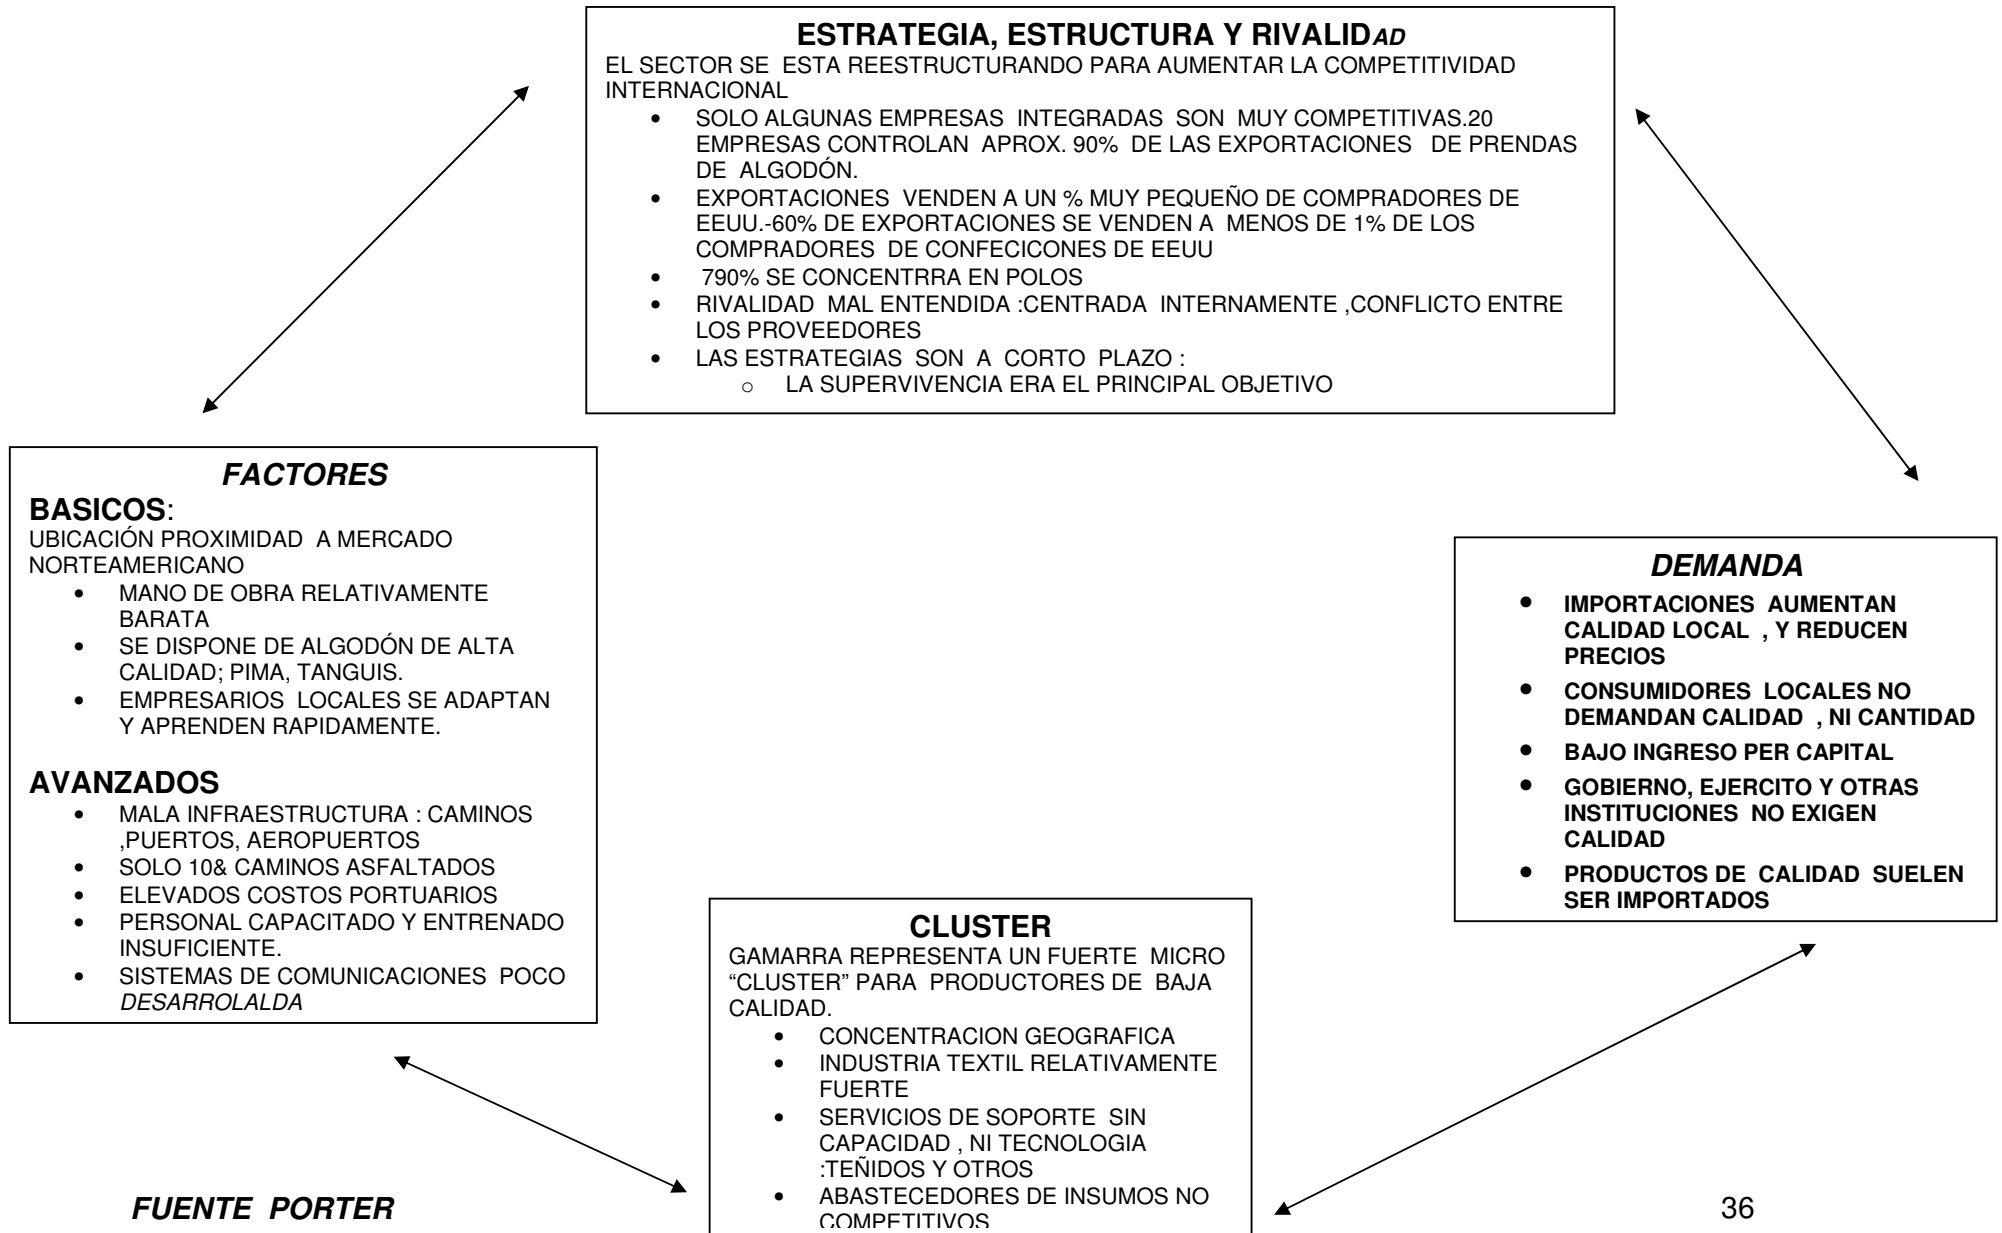 ESTRATEGIA, ESTRUCTURA Y RIVALIDAD
EL SECTOR SE ESTA REESTRUCTURANDO PARA AUMENTAR LA COMPETITIVIDAD
INTERNACIONAL
• SOLO ALGUNAS EMPRESAS INTEGRADAS SON MUY COMPETITIVAS.20
EMPRESAS CONTROLAN APROX. 90% DE LAS EXPORTACIONES DE PRENDAS
DE ALGODÓN.
• EXPORTACIONES VENDEN A UN % MUY PEQUEÑO DE COMPRADORES DE
EEUU.-60% DE EXPORTACIONES SE VENDEN A MENOS DE 1% DE LOS
COMPRADORES DE CONFECICONES DE EEUU
• 790% SE CONCENTRRA EN POLOS
• RIVALIDAD MAL ENTENDIDA :CENTRADA INTERNAMENTE ,CONFLICTO ENTRE
LOS PROVEEDORES
• LAS ESTRATEGIAS SON A CORTO PLAZO :
o LA SUPERVIVENCIA ERA EL PRINCIPAL OBJETIVO
FACTORES
BASICOS:
UBICACIÓN PROXIMIDAD A MERCADO
NORTEAMERICANO
• MANO DE OBRA RELATIVAMENTE
BARATA
• SE DISPONE DE ALGODÓN DE ALTA
CALIDAD; PIMA, TANGUIS.
• EMPRESARIOS LOCALES SE ADAPTAN
Y APRENDEN RAPIDAMENTE.
AVANZADOS
• MALA INFRAESTRUCTURA : CAMINOS
,PUERTOS, AEROPUERTOS
• SOLO 10& CAMINOS ASFALTADOS
• ELEVADOS COSTOS PORTUARIOS
• PERSONAL CAPACITADO Y ENTRENADO
INSUFICIENTE.
• SISTEMAS DE COMUNICACIONES POCO
DESARROLALDA
DEMANDA
• IMPORTACIONES AUMENTAN
CALIDAD LOCAL , Y REDUCEN
PRECIOS
• CONSUMIDORES LOCALES NO
DEMANDAN CALIDAD , NI CANTIDAD
• BAJO INGRESO PER CAPITAL
• GOBIERNO, EJERCITO Y OTRAS
INSTITUCIONES NO EXIGEN
CALIDAD
• PRODUCTOS DE CALIDAD SUELEN
SER IMPORTADOS
CLUSTER
GAMARRA REPRESENTA UN FUERTE MICRO
“CLUSTER” PARA PRODUCTORES DE BAJA
CALIDAD.
• CONCENTRACION GEOGRAFICA
• INDUSTRIA TEXTIL RELATIVAMENTE
FUERTE
• SERVICIOS DE SOPORTE SIN
CAPACIDAD , NI TECNOLOGIA
:TEÑIDOS Y OTROS
• ABASTECEDORES DE INSUMOS NO
COMPETITIVOS
FUENTE PORTER
36